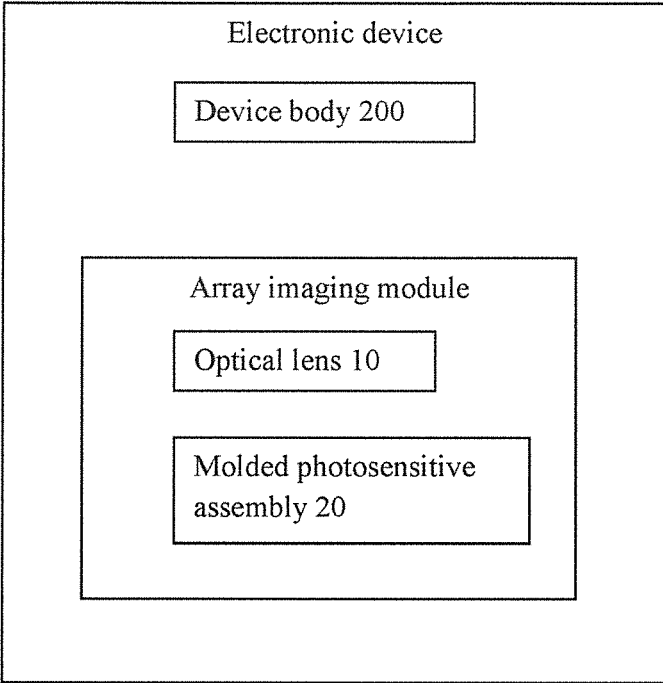 Electronic device
Device body 200
Array imaging module
Optical lens 10
Molded photosensitive
assembly 20